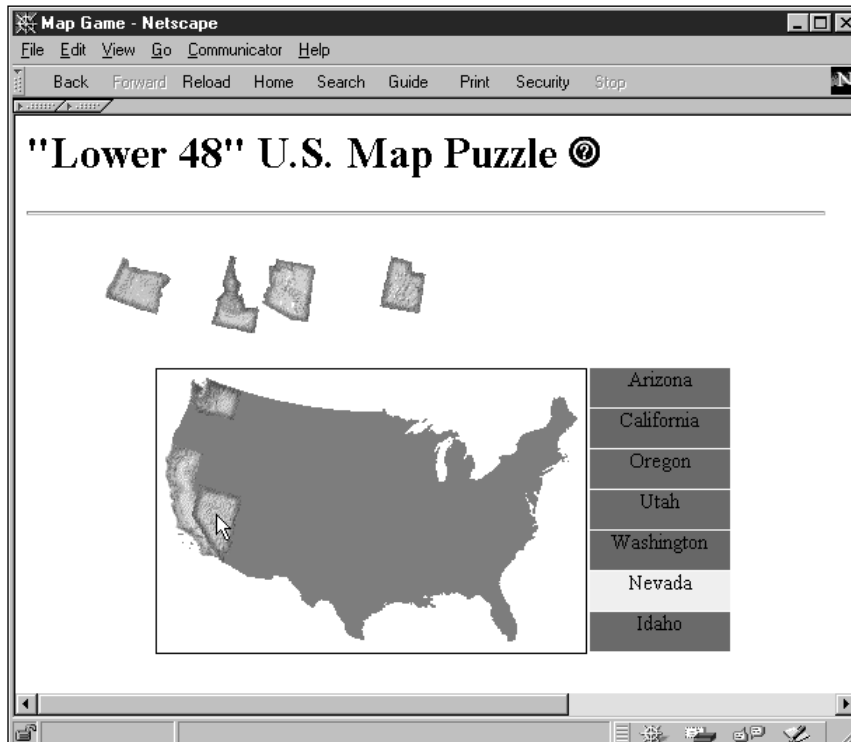 Map Game - Netscape
File Edit View Go Communicator Help
Back Forward Reload Home Search Guide Print Security Stop N
"Lower 48" U.S. Map Puzzle ?
Arizona
California
Oregon
Utah
Washington
Nevada
Idaho